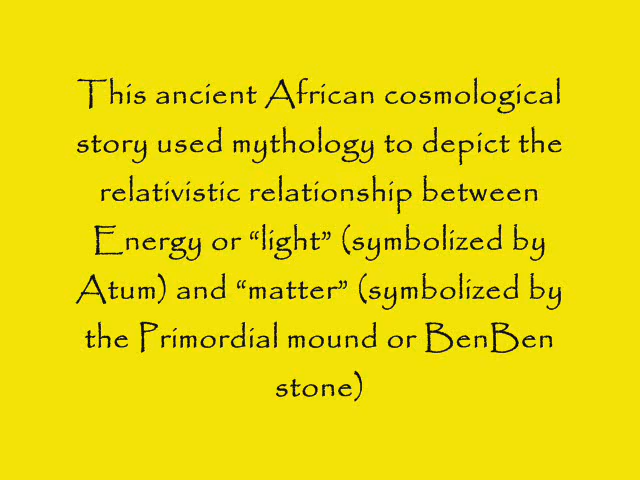 This ancient African cosmological
story used mythology to depict the
relativistic relationship between
Energy or “light” (symbolized by
Atum) and “matter” (symbolized by
the Primordial mound or BenBen
stone)